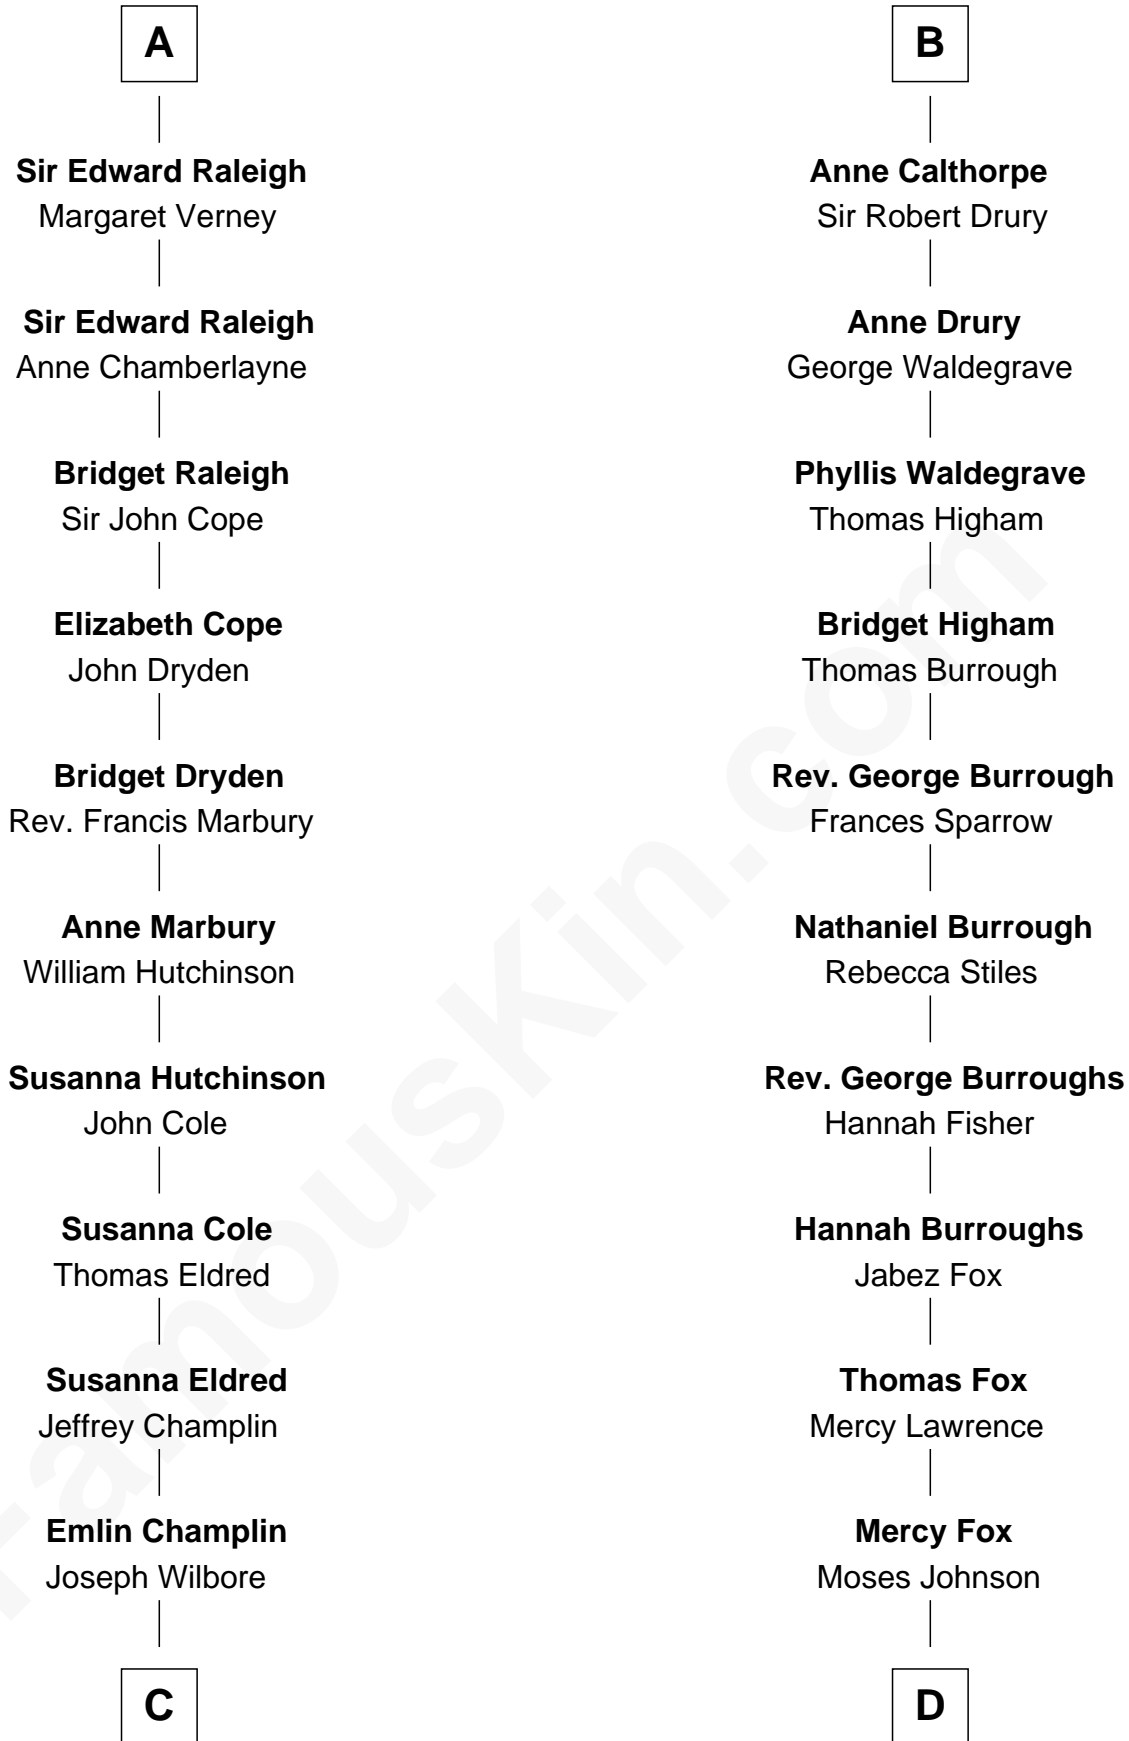 A
Sir Edward Raleigh
Margaret Verney
Sir Edward Raleigh
Anne Chamberlayne
Bridget Raleigh
Sir John Cope
Elizabeth Cope
John Dryden
Bridget Dryden
Rev. Francis Marbury
Anne Marbury
William Hutchinson
Susanna Hutchinson
John Cole
Susanna Cole
Thomas Eldred
Susanna Eldred
Jeffrey Champlin
Emlin Champlin
Joseph Wilbore
C
B
Anne Calthorpe
Sir Robert Drury
Anne Drury
George Waldegrave
Phyllis Waldegrave
Thomas Higham
Bridget Higham
Thomas Burrough
Rev. George Burrough
Frances Sparrow
Nathaniel Burrough
Rebecca Stiles
Rev. George Burroughs
Hannah Fisher
Hannah Burroughs
Jabez Fox
Thomas Fox
Mercy Lawrence
Mercy Fox
Moses Johnson
D
FamousKin.com